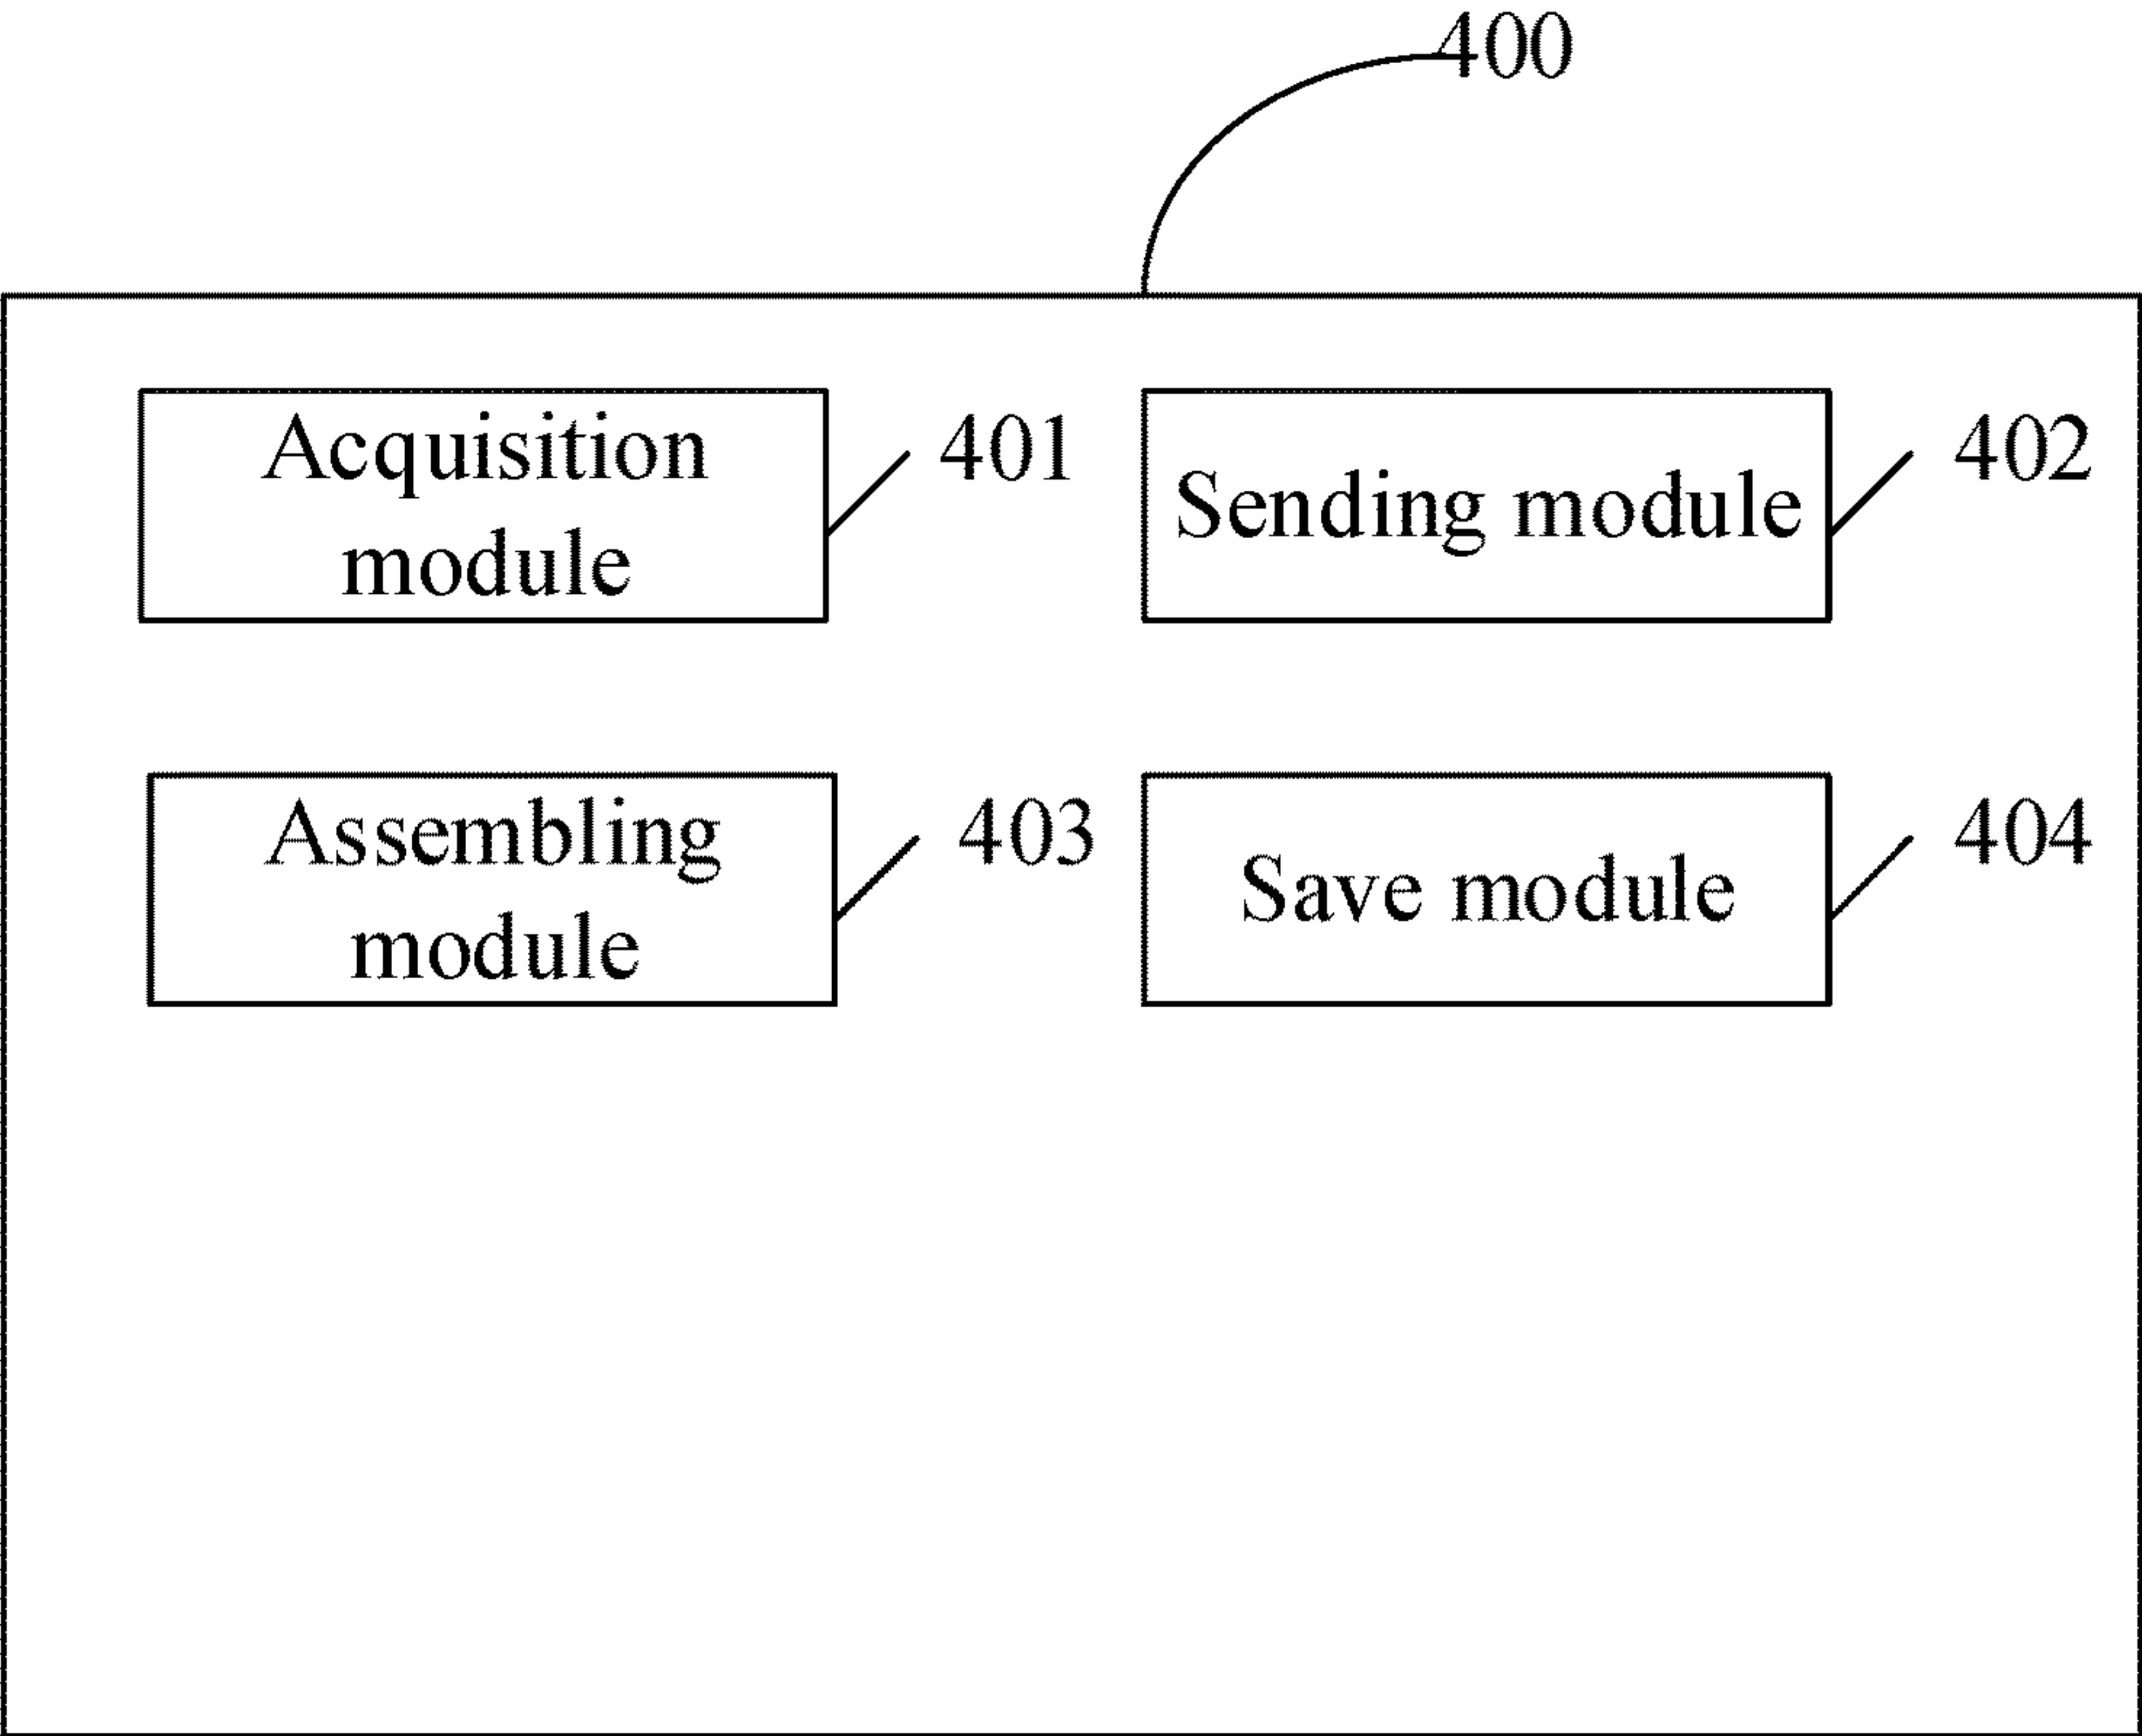 400
Acquisition
module
401
Sending module
402
Assembling
module
403
Save module
404